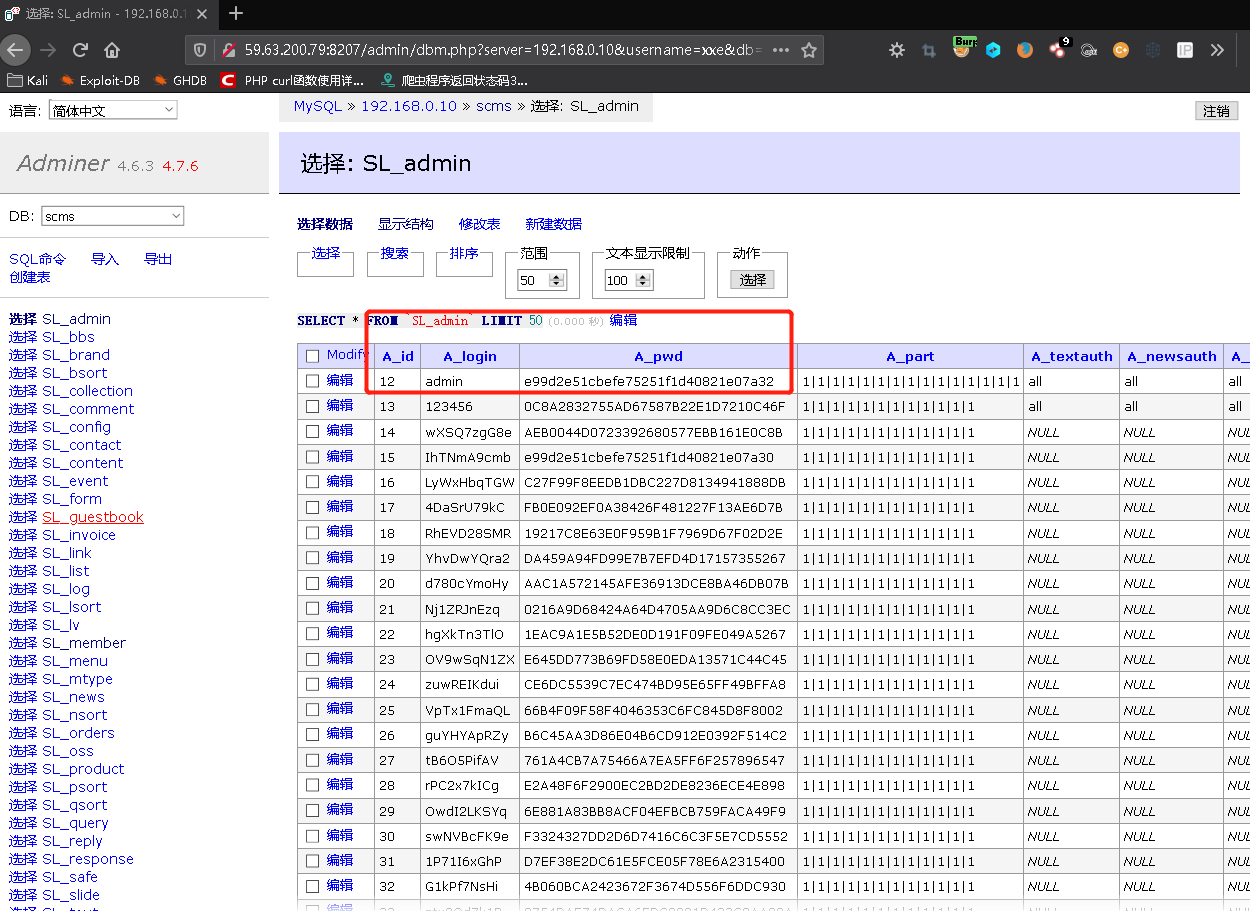 选择: SL_admin - 192.168.0.1
59.63.200.79:8207/admin/dbm.php?server=192.168.0.10&username=xxe&db=
Burp
9
IP
Kali Exploit-DB GHDB PHP curl函数使用详... 爬虫程序返回状态码3...
语言: 简体中文
MySQL » 192.168.0.10 » scms » 选择: SL_admin
注销
Adminer 4.6.3 4.7.6
选择: SL_admin
DB: scms
选择数据 显示结构 修改表 新建数据
SQL命令 导入 导出
创建表
选择 搜索 排序 范围 文本显示限制 动作
50 100 选择
SELECT * FROM `SL_admin` LIMIT 50 (0.000 秒) 编辑
Modify A_id A_login A_pwd A_part A_textauth A_newsauth A_
编辑 12 admin e99d2e51cbefe75251f1d40821e07a32 1|1|1|1|1|1|1|1|1|1|1|1|1|1|1 all all all
编辑 13 123456 0C8A2832755AD67587B22E1D7210C46F 1|1|1|1|1|1|1|1|1|1|1|1 all all all
编辑 14 wXSQ7zgG8e AEB0044D0723392680577EBB161E0C8B 1|1|1|1|1|1|1|1|1|1|1|1 NULL NULL NUL
编辑 15 IhTNmA9cmb e99d2e51cbefe75251f1d40821e07a30 1|1|1|1|1|1|1|1|1|1|1|1 NULL NULL NUL
编辑 16 LyWxHbqTGW C27F99F8EEDB1DBC227D8134941888DB 1|1|1|1|1|1|1|1|1|1|1|1 NULL NULL NUL
编辑 17 4DaSrU79kC FB0E092EF0A38426F481227F13AE6D7B 1|1|1|1|1|1|1|1|1|1|1|1 NULL NULL NUL
编辑 18 RhEVD28SMR 19217C8E63E0F959B1F7969D67F02D2E 1|1|1|1|1|1|1|1|1|1|1|1 NULL NULL NUL
编辑 19 YhvDwYQra2 DA459A94FD99E7B7EFD4D17157355267 1|1|1|1|1|1|1|1|1|1|1|1 NULL NULL NUL
编辑 20 d780cYmoHy AAC1A572145AFE36913DCE8BA46DB07B 1|1|1|1|1|1|1|1|1|1|1|1 NULL NULL NUL
编辑 21 Nj1ZRJnEzq 0216A9D68424A64D4705AA9D6C8CC3EC 1|1|1|1|1|1|1|1|1|1|1|1 NULL NULL NUL
编辑 22 hgXkTn3TlO 1EAC9A1E5B52DE0D191F09FE049A5267 1|1|1|1|1|1|1|1|1|1|1|1 NULL NULL NUL
编辑 23 OV9wSqN1ZX E645DD773B69FD58E0EDA13571C44C45 1|1|1|1|1|1|1|1|1|1|1|1 NULL NULL NUL
编辑 24 zuwREIKdui CE6DC5539C7EC474BD95E65FF49BFFA8 1|1|1|1|1|1|1|1|1|1|1|1 NULL NULL NUL
编辑 25 VpTx1FmaQL 66B4F09F58F4046353C6FC845D8F8002 1|1|1|1|1|1|1|1|1|1|1|1 NULL NULL NUL
编辑 26 guYHYApRZy B6C45AA3D86E04B6CD912E0392F514C2 1|1|1|1|1|1|1|1|1|1|1|1 NULL NULL NUL
编辑 27 tB6O5PifAV 761A4CB7A75466A7EA5FF6F257896547 1|1|1|1|1|1|1|1|1|1|1|1 NULL NULL NUL
编辑 28 rPC2x7kICg E2A48F6F2900EC2BD2DE8236ECE4E898 1|1|1|1|1|1|1|1|1|1|1|1 NULL NULL NUL
编辑 29 OwdI2LKSYq 6E881A83BB8ACF04EFBCB759FACA49F9 1|1|1|1|1|1|1|1|1|1|1|1 NULL NULL NUL
编辑 30 swNVBcFK9e F3324327DD2D6D7416C6C3F5E7CD5552 1|1|1|1|1|1|1|1|1|1|1|1 NULL NULL NUL
编辑 31 1P71I6xGhP D7EF38E2DC61E5FCE05F78E6A2315400 1|1|1|1|1|1|1|1|1|1|1|1 NULL NULL NUL
编辑 32 G1kPf7NsHi 4B060BCA2423672F3674D556F6DDC930 1|1|1|1|1|1|1|1|1|1|1|1 NULL NULL NUL
选择 SL_admin
选择 SL_bbs
选择 SL_brand
选择 SL_bsort
选择 SL_collection
选择 SL_comment
选择 SL_config
选择 SL_contact
选择 SL_content
选择 SL_event
选择 SL_form
选择 SL_guestbook
选择 SL_invoice
选择 SL_link
选择 SL_list
选择 SL_log
选择 SL_lsort
选择 SL_lv
选择 SL_member
选择 SL_menu
选择 SL_mtype
选择 SL_news
选择 SL_nsort
选择 SL_orders
选择 SL_oss
选择 SL_product
选择 SL_psort
选择 SL_qsort
选择 SL_query
选择 SL_reply
选择 SL_response
选择 SL_safe
选择 SL_slide